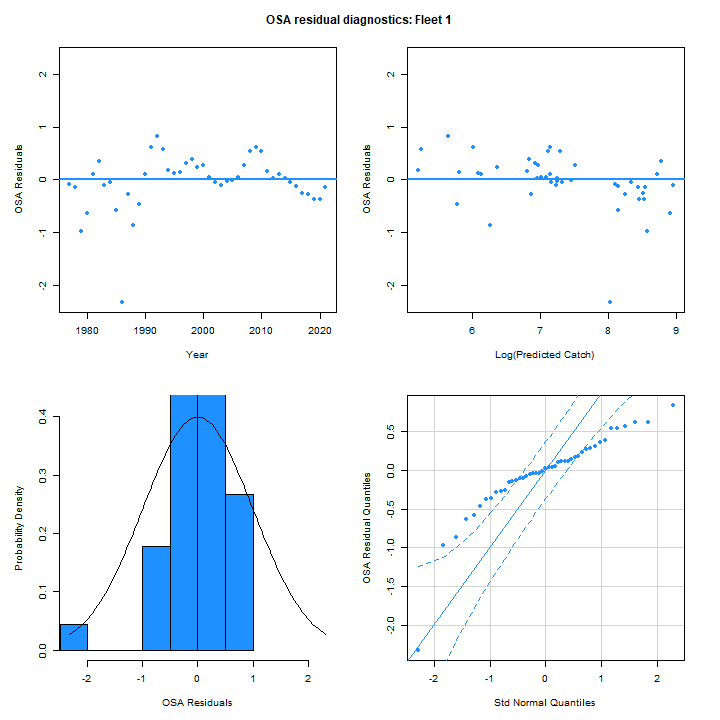 OSA residual diagnostics: Fleet 1
OSA Residuals
2
1
0
-1
-2
1980 1990 2000 2010 2020
Year
OSA Residuals
2
1
0
-1
-2
6 7 8 9
Log(Predicted Catch)
Probability Density
0.4
0.3
0.2
0.1
0.0
-2 -1 0 1 2
OSA Residuals
OSA Residual Quantiles
0.5
0.0
-0.5
-1.0
-1.5
-2.0
-2 -1 0 1 2
Std Normal Quantiles